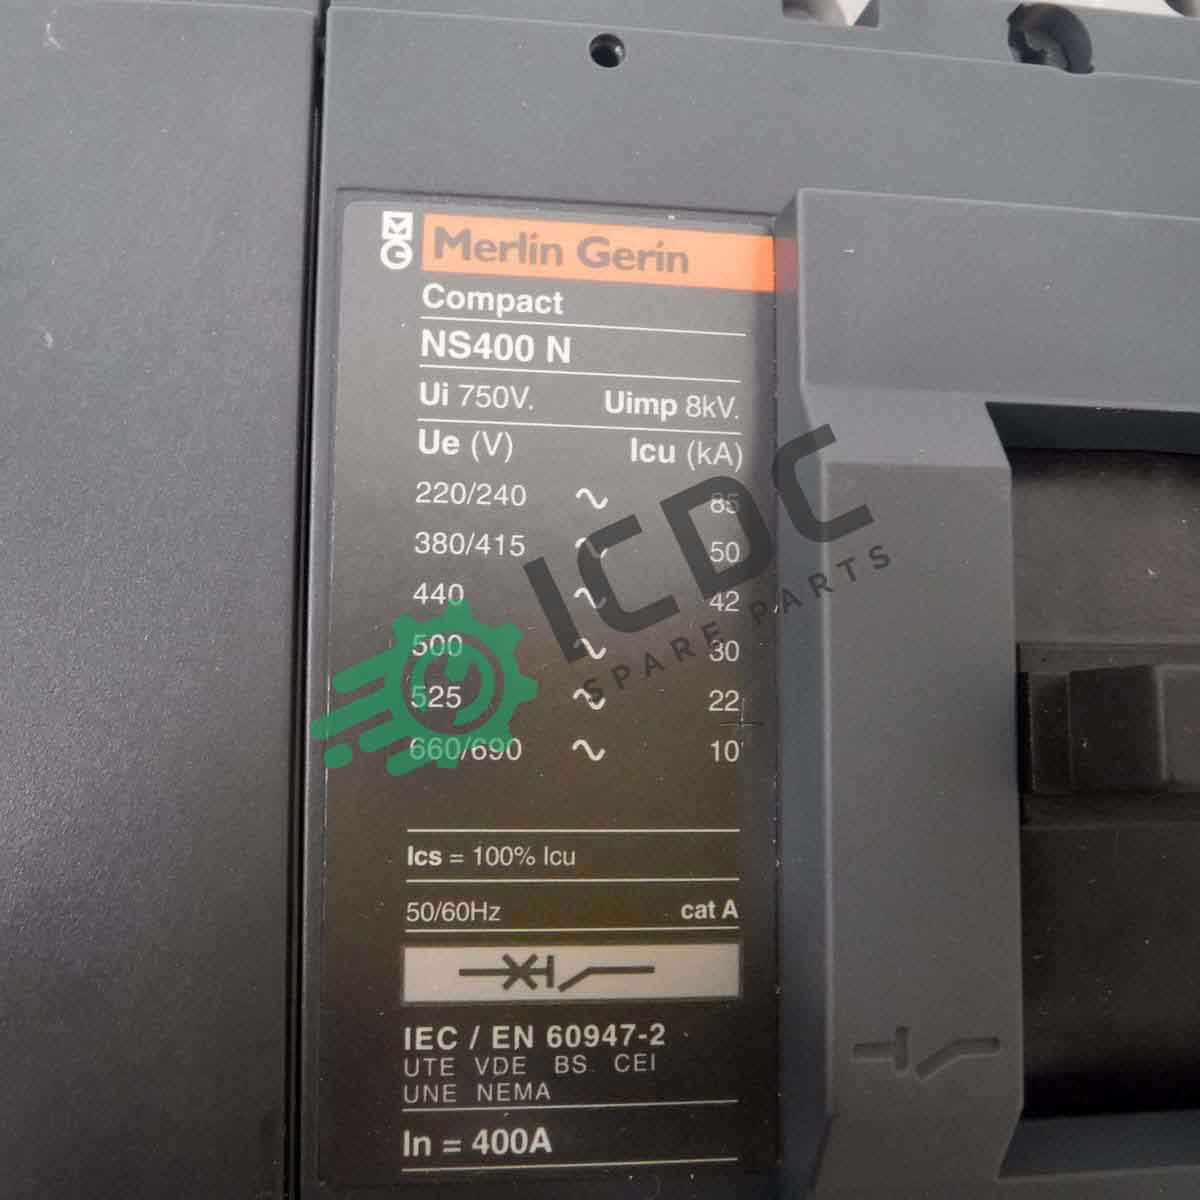 Merlin Gerin
Compact
NS400 N
Ui 750V. Uimp 8kV.
Ue (V) Icu (kA)
220/240 ∿ 85
380/415 ∿ 50
440 ∿ 42
500 ∿ 30
525 ∿ 22
660/690 ∿ 10
Ics = 100% Icu
50/60Hz cat A
IEC / EN 60947-2
UTE VDE BS CEI
UNE NEMA
In = 400A
ICDC
SPARE PARTS